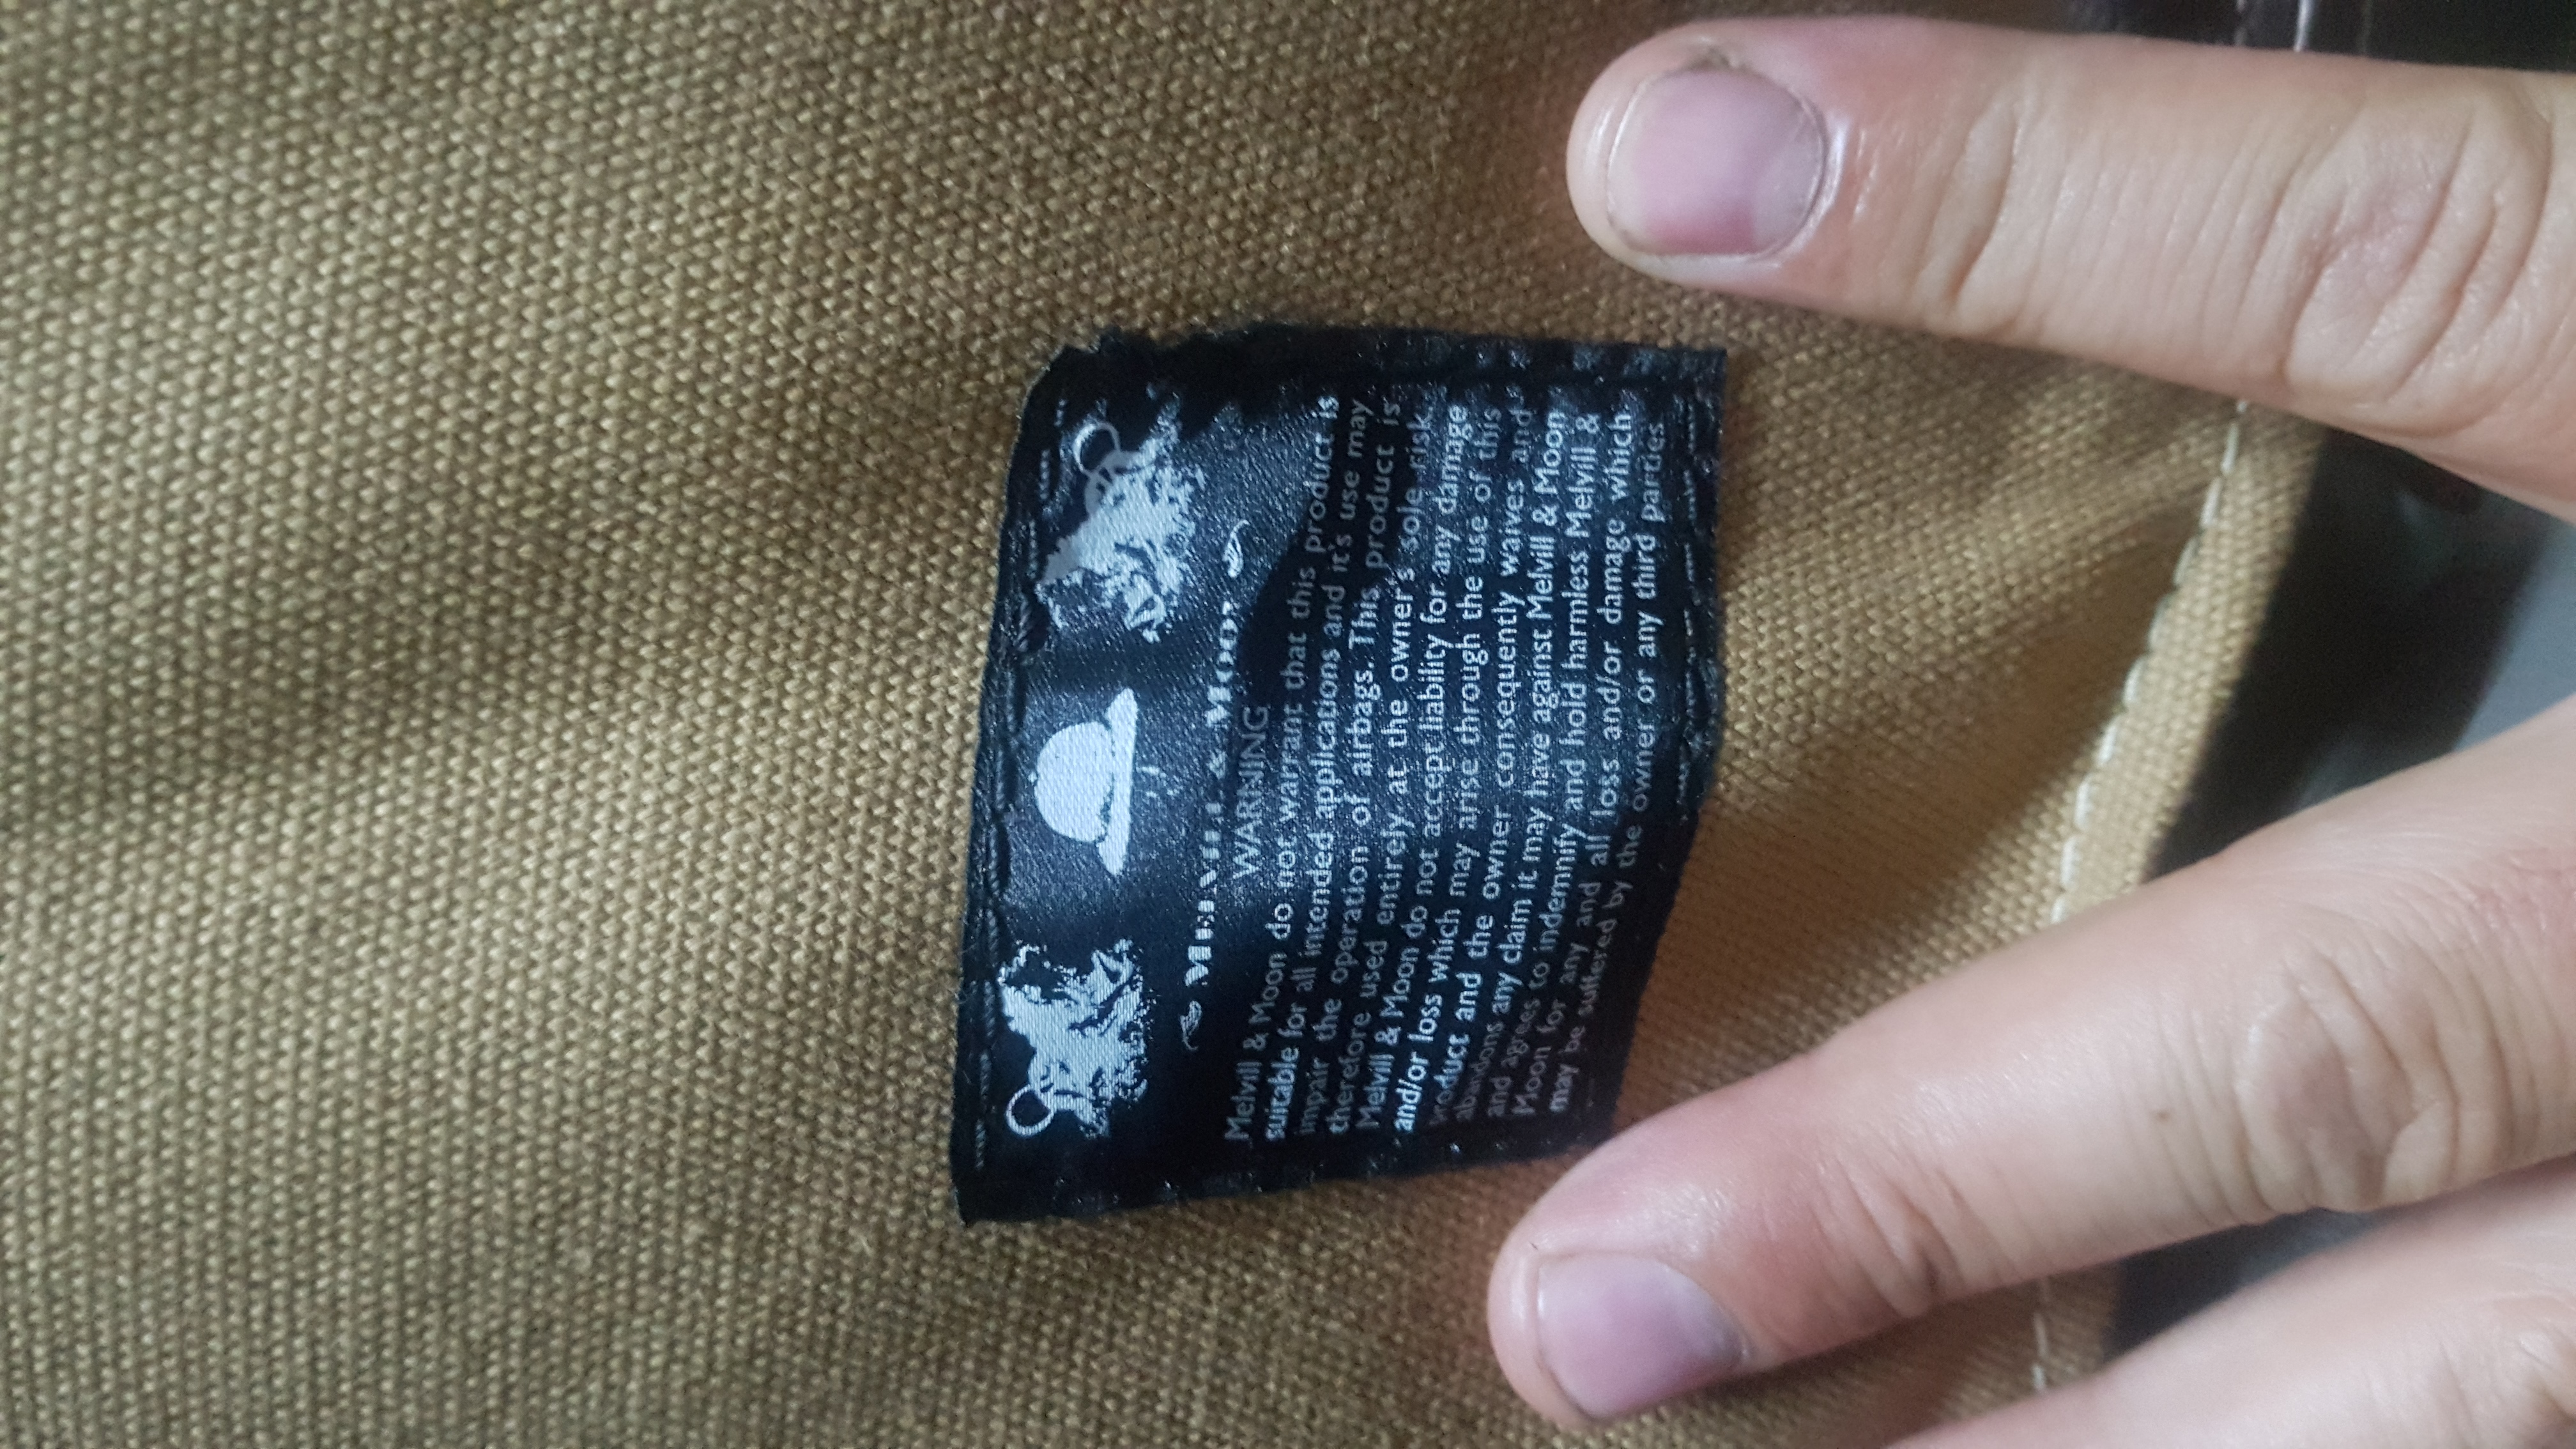 MELVILL & MOON
WARNING
Melvill & Moon do not warrant that this product is
suitable for all intended applications and it's use may
impair the operation of airbags. This product is
therefore used entirely at the owner's sole risk.
Melvill & Moon do not accept liability for any damage
and/or loss which may arise through the use of this
product and the owner consequently waives and
abandons any claim it may have against Melvill & Moon
and agrees to indemnify and hold harmless Melvill &
Moon for any and all loss and/or damage which
may be suffered by the owner or any third parties.